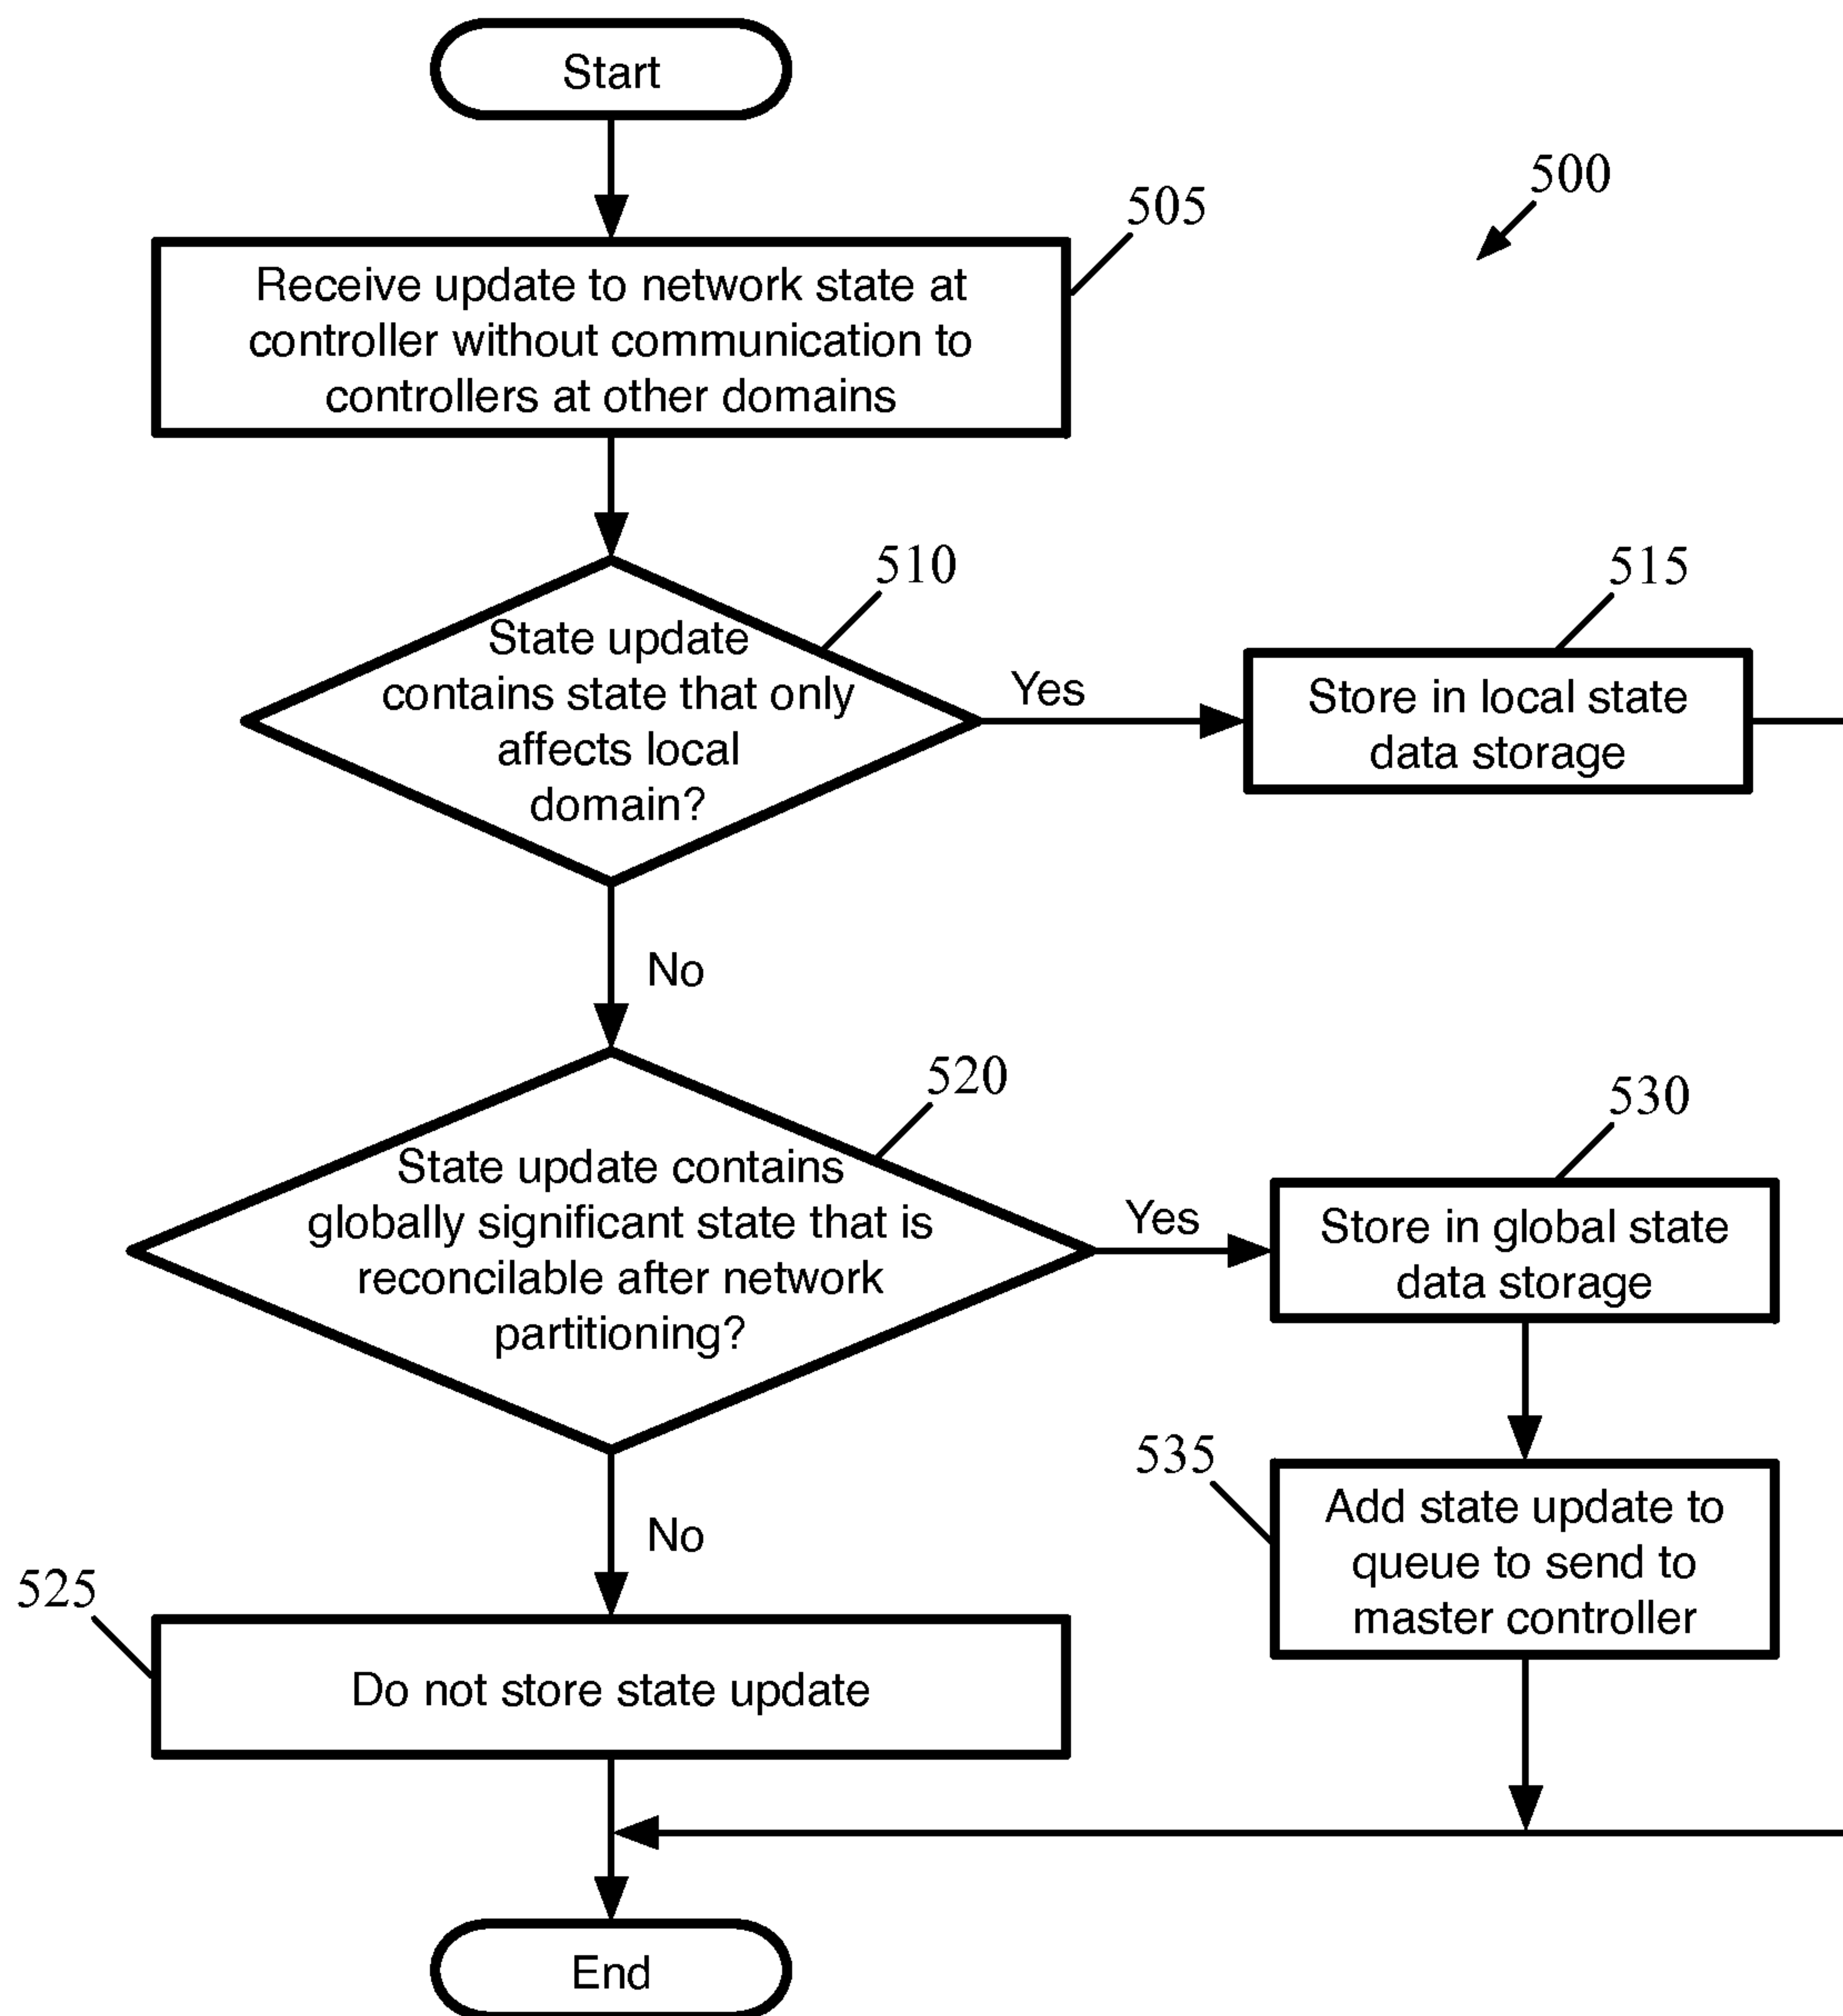 Start
500
505
Receive update to network state at
controller without communication to
controllers at other domains
510
State update
contains state that only
affects local
domain?
Yes
515
Store in local state
data storage
No
520
State update contains
globally significant state that is
reconcilable after network
partitioning?
Yes
530
Store in global state
data storage
535
Add state update to
queue to send to
master controller
No
525
Do not store state update
End